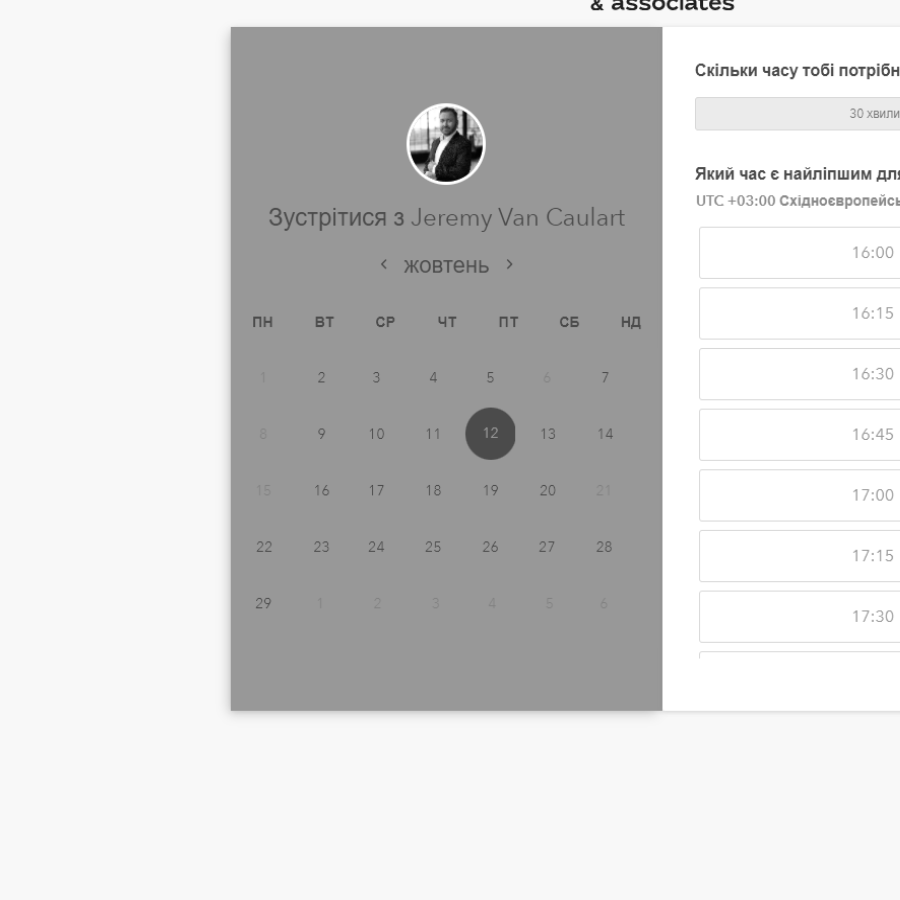 & associates
Зустрітися з Jeremy Van Caulart
‹ жовтень ›
ПН ВТ СР ЧТ ПТ СБ НД
1 2 3 4 5 6 7
8 9 10 11 12 13 14
15 16 17 18 19 20 21
22 23 24 25 26 27 28
29 1 2 3 4 5 6
Скільки часу тобі потрібн
30 хвили
Який час є найліпшим для
UTC +03:00 Східноєвропейсь
16:00
16:15
16:30
16:45
17:00
17:15
17:30